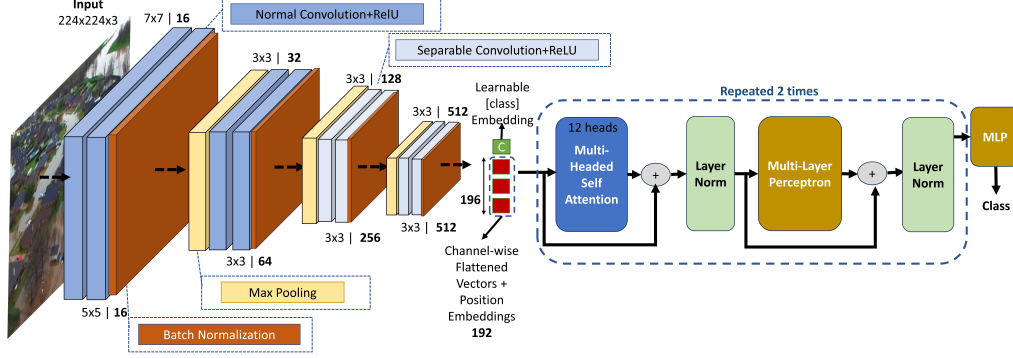 Input
224x224x3
7x7 | 16
Normal Convolution+RelU
Separable Convolution+ReLU
3x3 | 32
3x3 | 128
3x3 | 512
Learnable
[class]
Embedding
C
196
Repeated 2 times
12 heads
Multi-
Headed
Self
Attention
+
Layer
Norm
Multi-Layer
Perceptron
+
Layer
Norm
MLP
Class
5x5 | 16
3x3 | 64
3x3 | 256
3x3 | 512
Channel-wise
Flattened
Vectors +
Position
Embeddings
192
Max Pooling
Batch Normalization